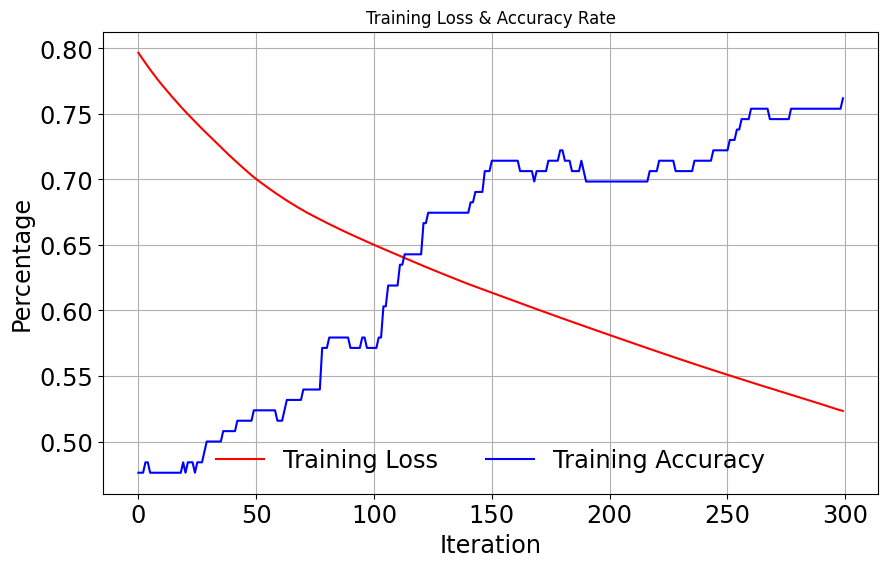 Training Loss & Accuracy Rate
Percentage
0.80
0.75
0.70
0.65
0.60
0.55
0.50
Training Loss
Training Accuracy
0
50
100
150
200
250
300
Iteration